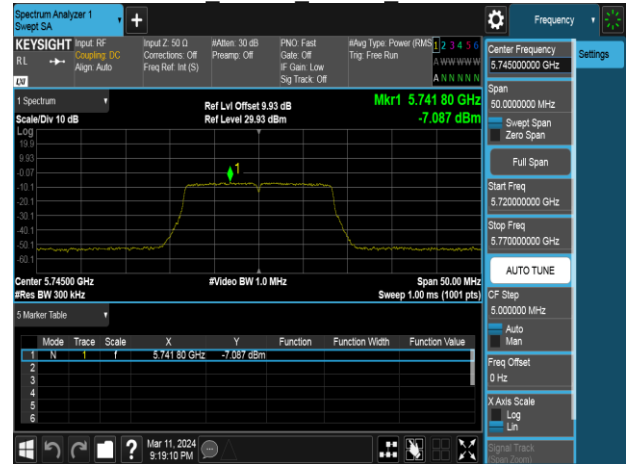 Spectrum Analyzer 1
Swept SA
+
Frequency
KEYSIGHT
RL
LXI
Input: RF
Coupling: DC
Align: Auto
Input Z: 50 Ω
Corrections: Off
Freq Ref: Int (S)
#Atten: 30 dB
Preamp: Off
PNO: Fast
Gate: Off
IF Gain: Low
Sig Track: Off
#Avg Type: Power (RMS
Trig: Free Run
1 2 3 4 5 6
A W W W W W
A N N N N N
1 Spectrum
Scale/Div 10 dB
Ref Lvl Offset 9.93 dB
Ref Level 29.93 dBm
Mkr1 5.741 80 GHz
-7.087 dBm
Log
19.9
9.93
-0.07
-10.1
-20.1
-30.1
-40.1
-50.1
-60.1
1
Center 5.74500 GHz
#Res BW 300 kHz
#Video BW 1.0 MHz
Span 50.00 MHz
Sweep 1.00 ms (1001 pts)
5 Marker Table
Mode Trace Scale X Y Function Function Width Function Value
1 N 1 f 5.741 80 GHz -7.087 dBm
2
3
4
5
6
Mar 11, 2024
9:19:10 PM
Settings
Center Frequency
5.745000000 GHz
Span
50.0000000 MHz
Swept Span
Zero Span
Full Span
Start Freq
5.720000000 GHz
Stop Freq
5.770000000 GHz
AUTO TUNE
CF Step
5.000000 MHz
Auto
Man
Freq Offset
0 Hz
X Axis Scale
Log
Lin
Signal Track
(Span Zoom)